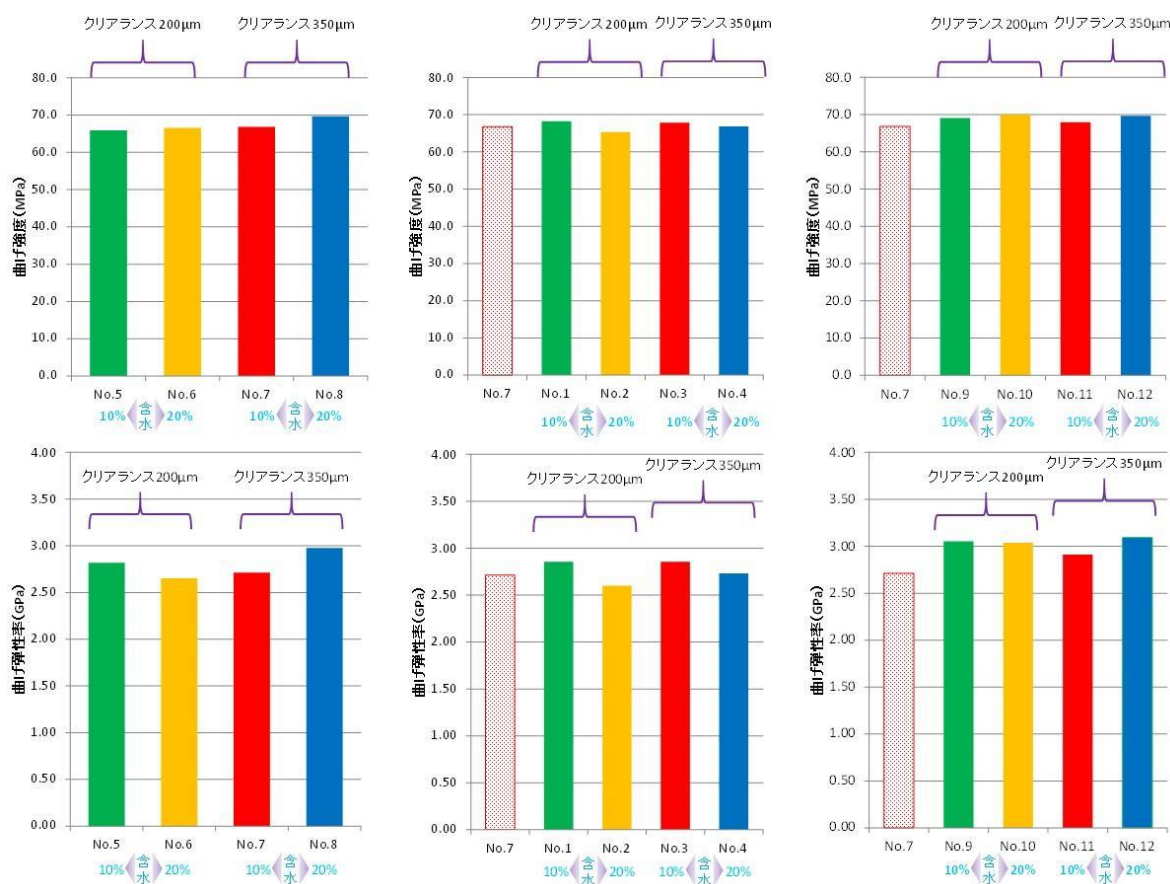 クリアランス200μm
クリアランス350μm
80.0
70.0
60.0
50.0
40.0
30.0
20.0
10.0
0.0
曲げ強度(MPa)
No.5
No.6
No.7
No.8
10% 含水 20%
10% 含水 20%
クリアランス200μm
クリアランス350μm
80.0
70.0
60.0
50.0
40.0
30.0
20.0
10.0
0.0
曲げ強度(MPa)
No.7
No.1
No.2
No.3
No.4
10% 含水 20%
10% 含水 20%
クリアランス200μm
クリアランス350μm
80.0
70.0
60.0
50.0
40.0
30.0
20.0
10.0
0.0
曲げ強度(MPa)
No.7
No.9
No.10
No.11
No.12
10% 含水 20%
10% 含水 20%
クリアランス200μm
クリアランス350μm
4.00
3.50
3.00
2.50
2.00
1.50
1.00
0.50
0.00
曲げ弾性率(GPa)
No.5
No.6
No.7
No.8
10% 含水 20%
10% 含水 20%
クリアランス200μm
クリアランス350μm
4.00
3.50
3.00
2.50
2.00
1.50
1.00
0.50
0.00
曲げ弾性率(GPa)
No.7
No.1
No.2
No.3
No.4
10% 含水 20%
10% 含水 20%
クリアランス200μm
クリアランス350μm
4.00
3.50
3.00
2.50
2.00
1.50
1.00
0.50
0.00
曲げ弾性率(GPa)
No.7
No.9
No.10
No.11
No.12
10% 含水 20%
10% 含水 20%